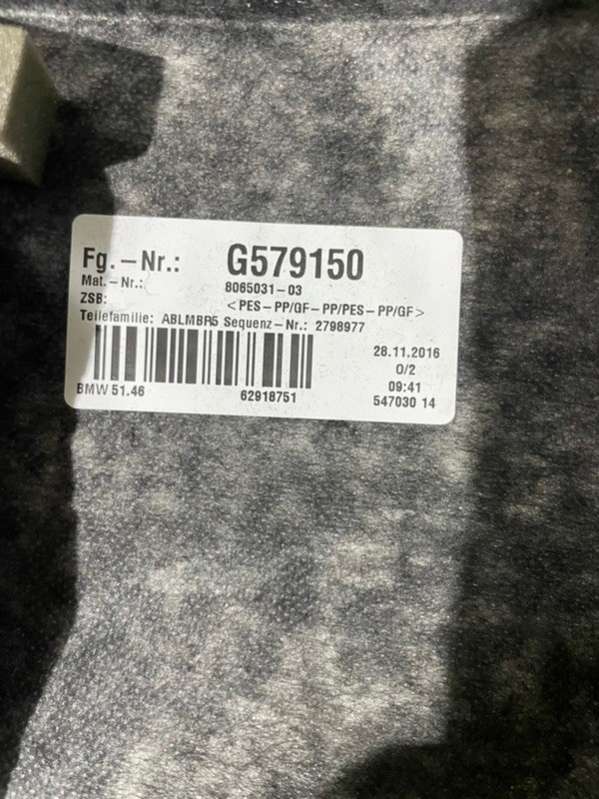 Fg.-Nr.: G579150
Mat.-Nr.: 8065031-03
ZSB: <PES-PP/GF-PP/PES-PP/GF>
Teilefamilie: ABLMBR5 Sequenz-Nr.: 2798977
28.11.2016
0/2
09:41
BMW 51.46 62918751 547030 14